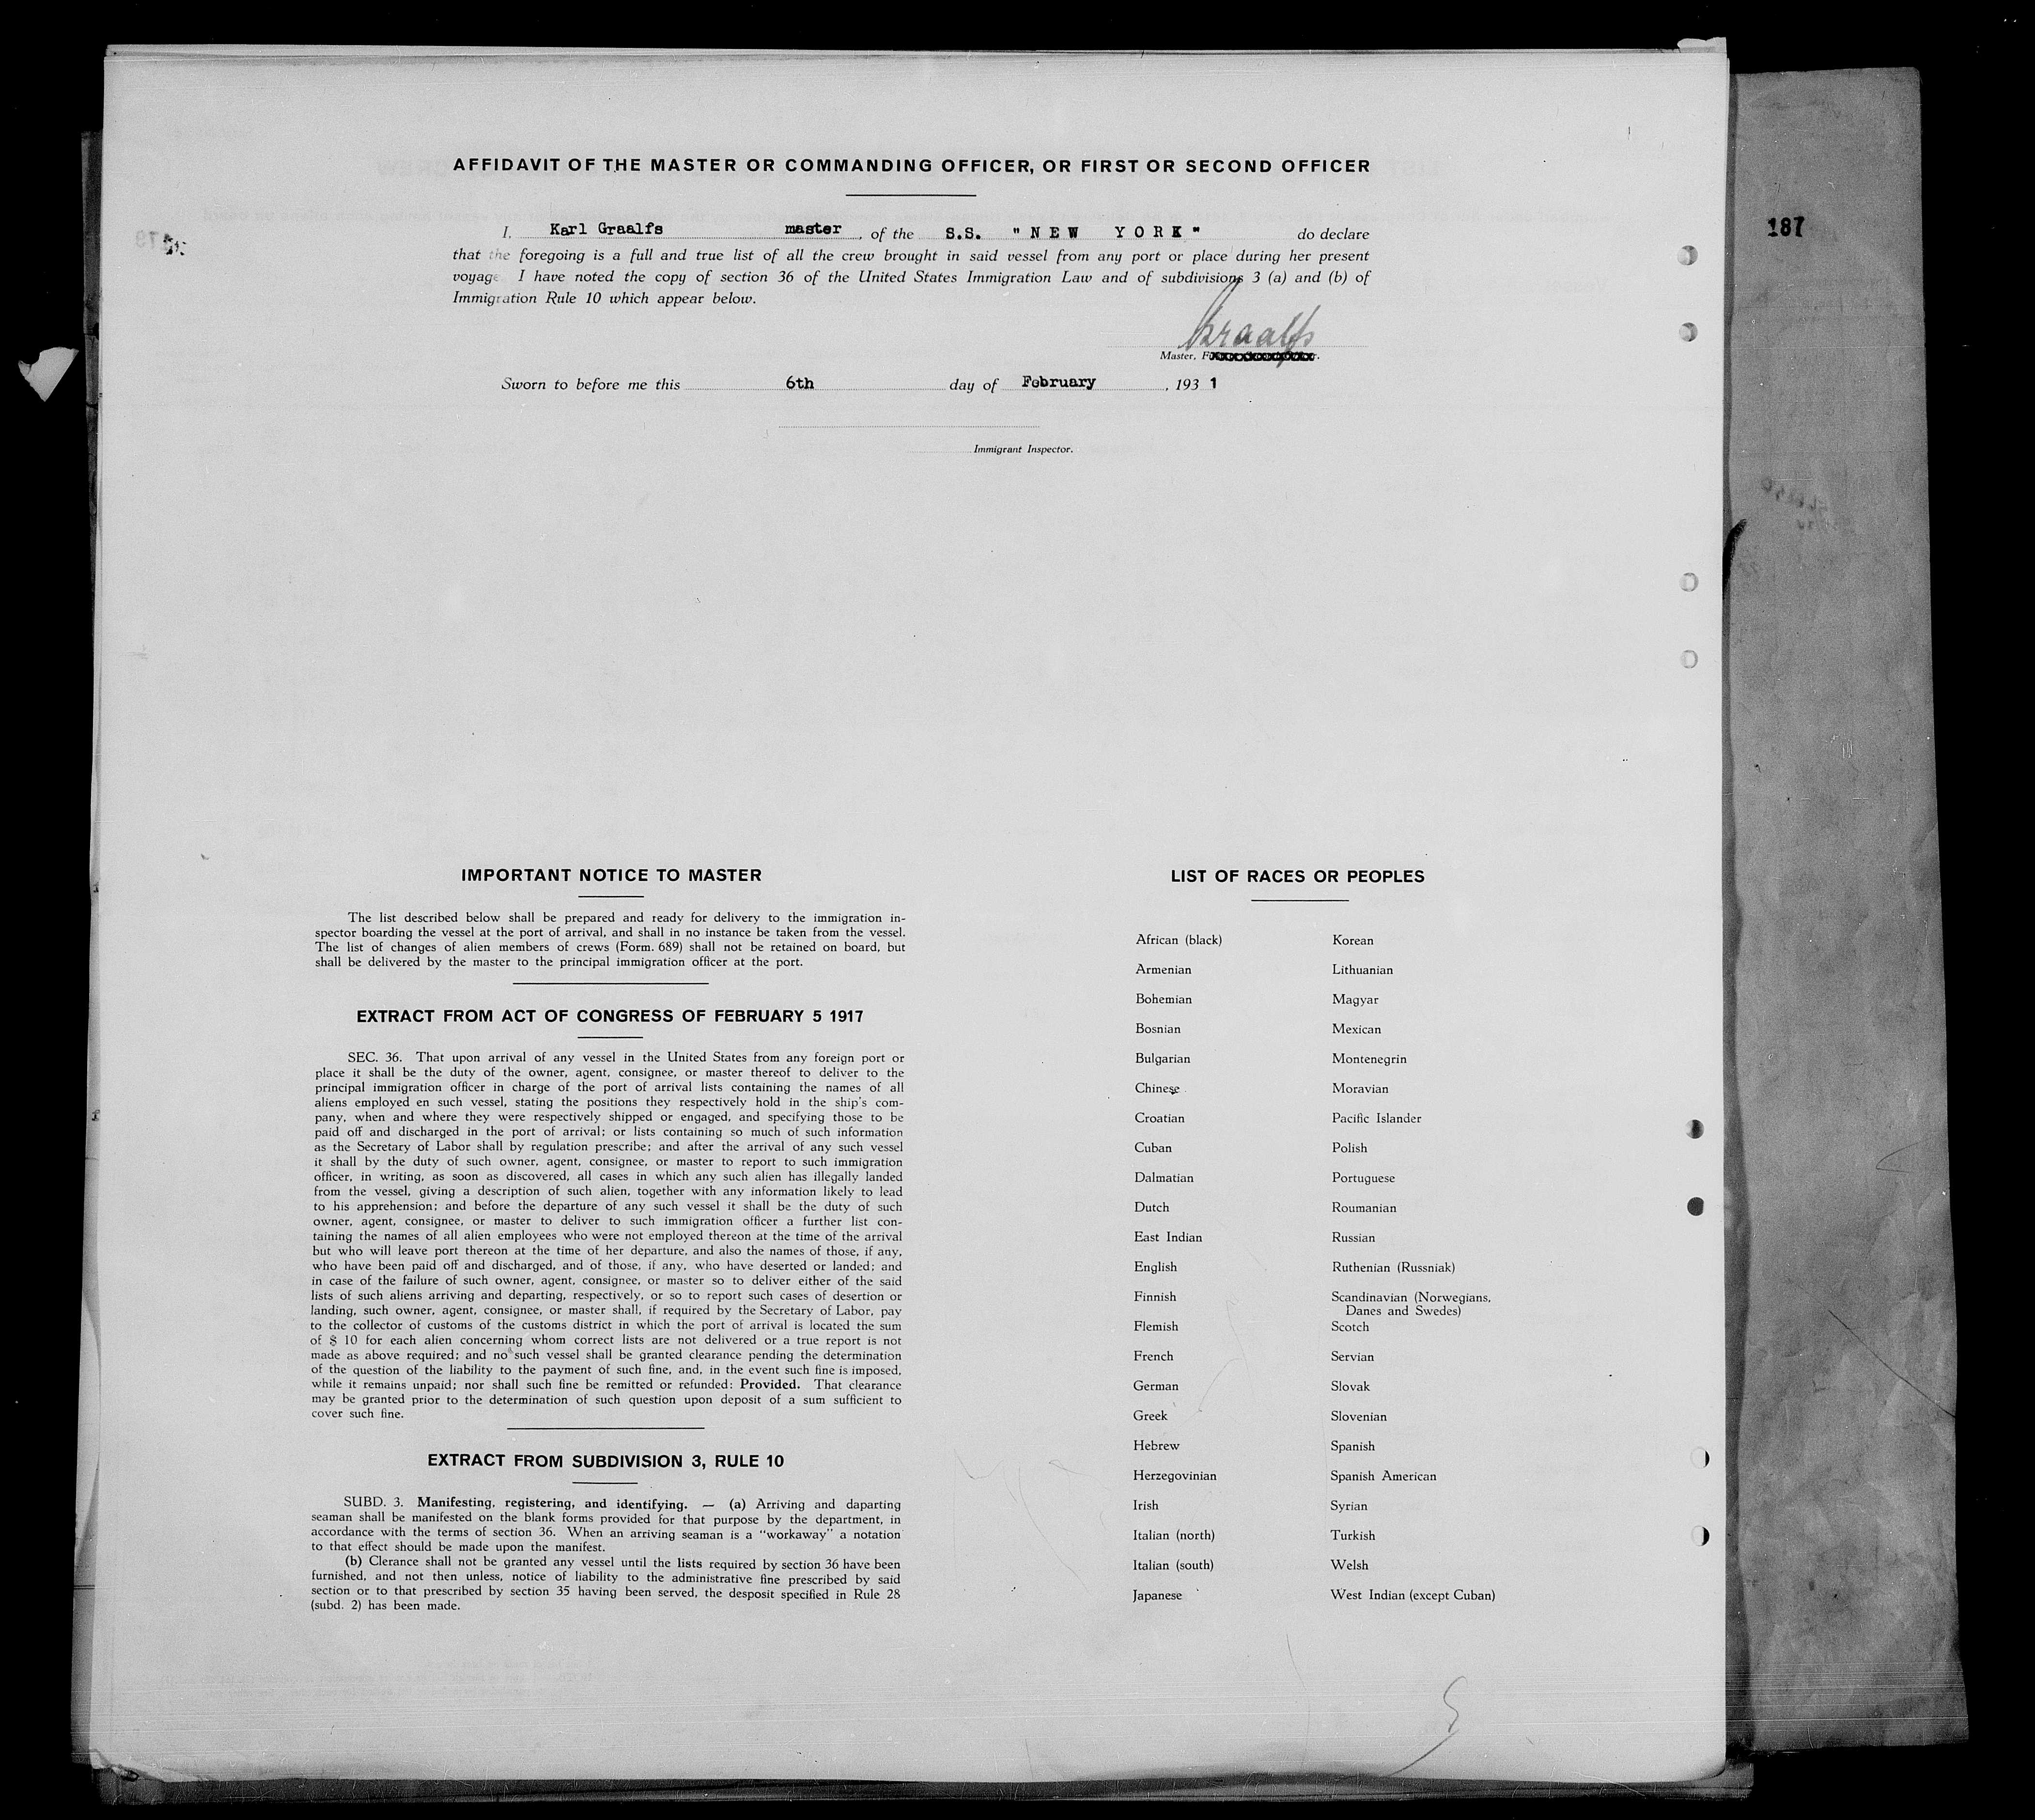 AFFIDAVIT OF THE MASTER OR COMMANDING OFFICER, OR FIRST OR SECOND OFFICER
I, Karl Graalfs master, of the S.S. "NEW YORK" do declare
that the foregoing is a full and true list of all the crew brought in said vessel from any port or place during her present
voyage. I have noted the copy of section 36 of the United States Immigration Law and of subdivisions 3 (a) and (b) of
Immigration Rule 10 which appear below.
187
Graalfs
Master,
Sworn to before me this 6th day of February, 1931
Immigrant Inspector.
IMPORTANT NOTICE TO MASTER
The list described below shall be prepared and ready for delivery to the immigration in-
spector boarding the vessel at the port of arrival, and shall in no instance be taken from the vessel.
The list of changes of alien members of crews (Form. 689) shall not be retained on board, but
shall be delivered by the master to the principal immigration officer at the port.
EXTRACT FROM ACT OF CONGRESS OF FEBRUARY 5 1917
SEC. 36. That upon arrival of any vessel in the United States from any foreign port or
place it shall be the duty of the owner, agent, consignee, or master thereof to deliver to the
principal immigration officer in charge of the port of arrival lists containing the names of all
aliens employed en such vessel, stating the positions they respectively hold in the ship's com-
pany, when and where they were respectively shipped or engaged, and specifying those to be
paid off and discharged in the port of arrival; or lists containing so much of such information
as the Secretary of Labor shall by regulation prescribe; and after the arrival of any such vessel
it shall by the duty of such owner, agent, consignee, or master to report to such immigration
officer, in writing, as soon as discovered, all cases in which any such alien has illegally landed
from the vessel, giving a description of such alien, together with any information likely to lead
to his apprehension; and before the departure of any such vessel it shall be the duty of such
owner, agent, consignee, or master to deliver to such immigration officer a further list con-
taining the names of all alien employees who were not employed thereon at the time of the arrival
but who will leave port thereon at the time of her departure, and also the names of those, if any,
who have been paid off and discharged, and of those, if any, who have deserted or landed; and
in case of the failure of such owner, agent, consignee, or master so to deliver either of the said
lists of such aliens arriving and departing, respectively, or so to report such cases of desertion or
landing, such owner, agent, consignee, or master shall, if required by the Secretary of Labor, pay
to the collector of customs of the customs district in which the port of arrival is located the sum
of $ 10 for each alien concerning whom correct lists are not delivered or a true report is not
made as above required; and no such vessel shall be granted clearance pending the determination
of the question of the liability to the payment of such fine, and, in the event such fine is imposed,
while it remains unpaid; nor shall such fine be remitted or refunded: Provided. That clearance
may be granted prior to the determination of such question upon deposit of a sum sufficient to
cover such fine.
EXTRACT FROM SUBDIVISION 3, RULE 10
SUBD. 3. Manifesting, registering, and identifying. — (a) Arriving and daparting
seaman shall be manifested on the blank forms provided for that purpose by the department, in
accordance with the terms of section 36. When an arriving seaman is a "workaway" a notation
to that effect should be made upon the manifest.
(b) Clerance shall not be granted any vessel until the lists required by section 36 have been
furnished, and not then unless, notice of liability to the administrative fine prescribed by said
section or to that prescribed by section 35 having been served, the desposit specified in Rule 28
(subd. 2) has been made.
LIST OF RACES OR PEOPLES
African (black)
Armenian
Bohemian
Bosnian
Bulgarian
Chinese
Croatian
Cuban
Dalmatian
Dutch
East Indian
English
Finnish
Flemish
French
German
Greek
Hebrew
Herzegovinian
Irish
Italian (north)
Italian (south)
Japanese
Korean
Lithuanian
Magyar
Mexican
Montenegrin
Moravian
Pacific Islander
Polish
Portuguese
Roumanian
Russian
Ruthenian (Russniak)
Scandinavian (Norwegians,
Danes and Swedes)
Scotch
Servian
Slovak
Slovenian
Spanish
Spanish American
Syrian
Turkish
Welsh
West Indian (except Cuban)